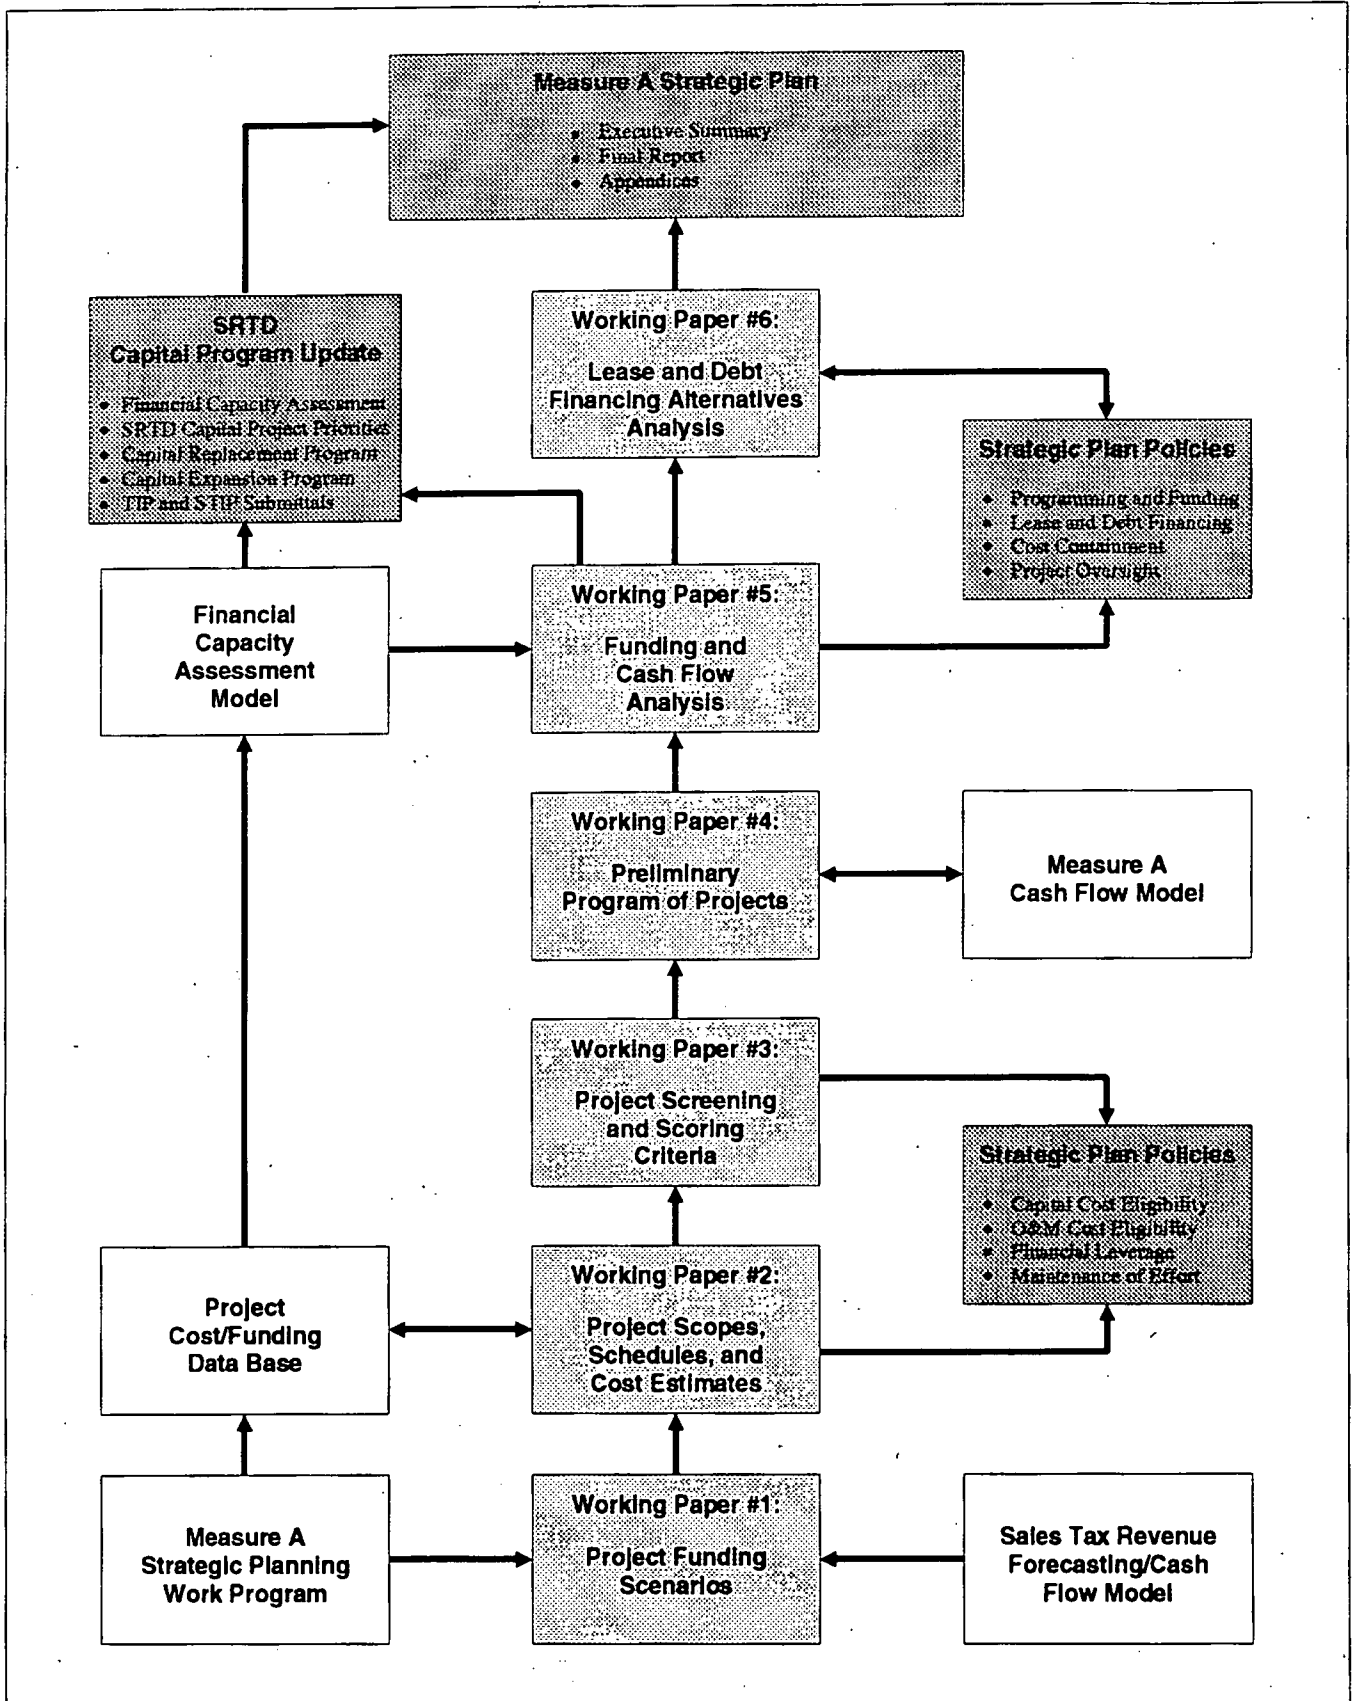 Measure A Strategic Plan
• Executive Summary
• Final Report
• Appendices
SRTD
Capital Program Update
• Financial Capacity Assessment
• SRTD Capital Project Priorities
• Capital Replacement Program
• Capital Expansion Program
• TIP and STIP Submittals
Working Paper #6:
Lease and Debt
Financing Alternatives
Analysis
Strategic Plan Policies
• Programming and Funding
• Lease and Debt Financing
• Cost Containment
• Project Oversight
Financial
Capacity
Assessment
Model
Working Paper #5:
Funding and
Cash Flow
Analysis
Working Paper #4:
Preliminary
Program of Projects
Measure A
Cash Flow Model
Working Paper #3:
Project Screening
and Scoring
Criteria
Strategic Plan Policies
• Capital Cost Eligibility
• O&M Cost Eligibility
• Financial Leverage
• Maintenance of Effort
Project
Cost/Funding
Data Base
Working Paper #2:
Project Scopes,
Schedules, and
Cost Estimates
Measure A
Strategic Planning
Work Program
Working Paper #1:
Project Funding
Scenarios
Sales Tax Revenue
Forecasting/Cash
Flow Model